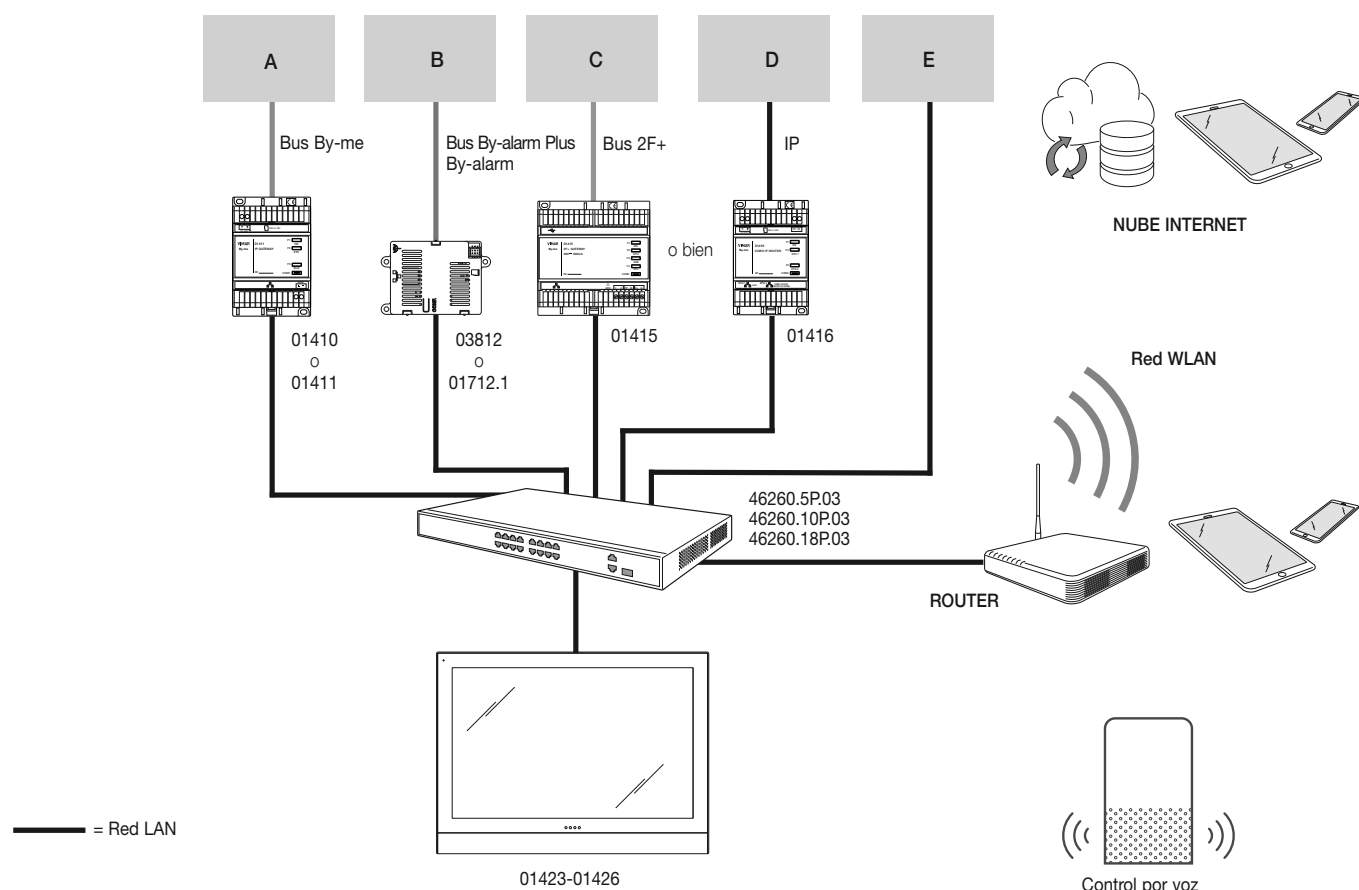 A
B
C
D
E
Bus By-me
Bus By-alarm Plus
By-alarm
Bus 2F+
IP
NUBE INTERNET
o bien
01410
o
01411
03812
o
01712.1
01415
01416
Red WLAN
46260.5P.03
46260.10P.03
46260.18P.03
ROUTER
= Red LAN
01423-01426
Control por voz